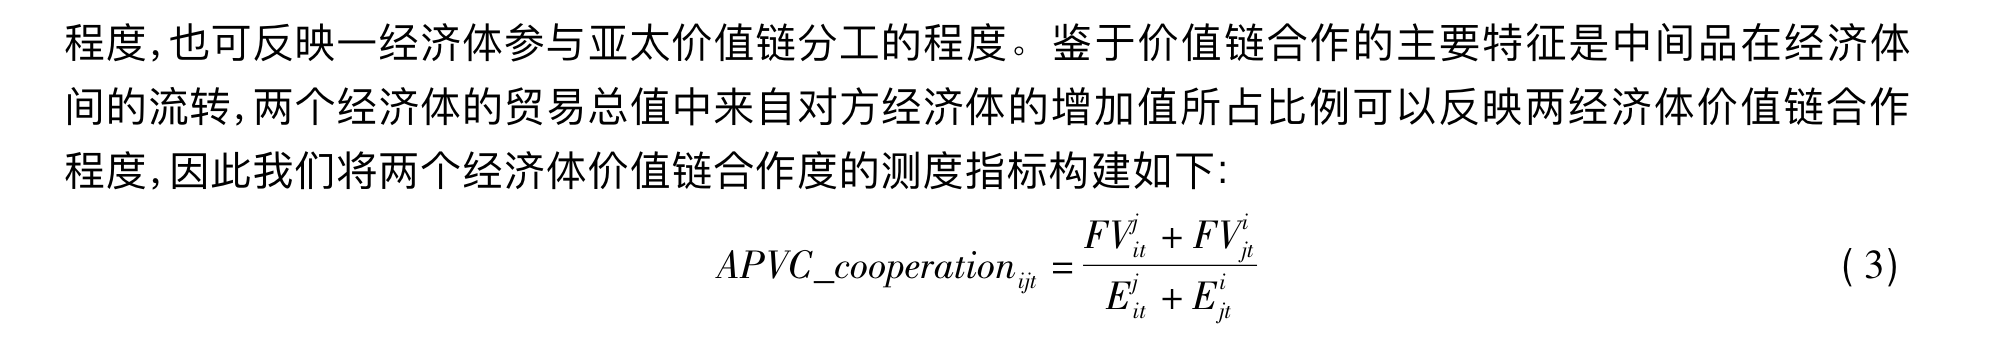 程度,也可反映一经济体参与亚太价值链分工的程度。鉴于价值链合作的主要特征是中间品在经济体
间的流转,两个经济体的贸易总值中来自对方经济体的增加值所占比例可以反映两经济体价值链合作
程度,因此我们将两个经济体价值链合作度的测度指标构建如下:
$APVC\_cooperation_{ijt} = \frac{FV_{it}^{j} + FV_{jt}^{i}}{E_{it}^{j} + E_{jt}^{i}}$ (3)